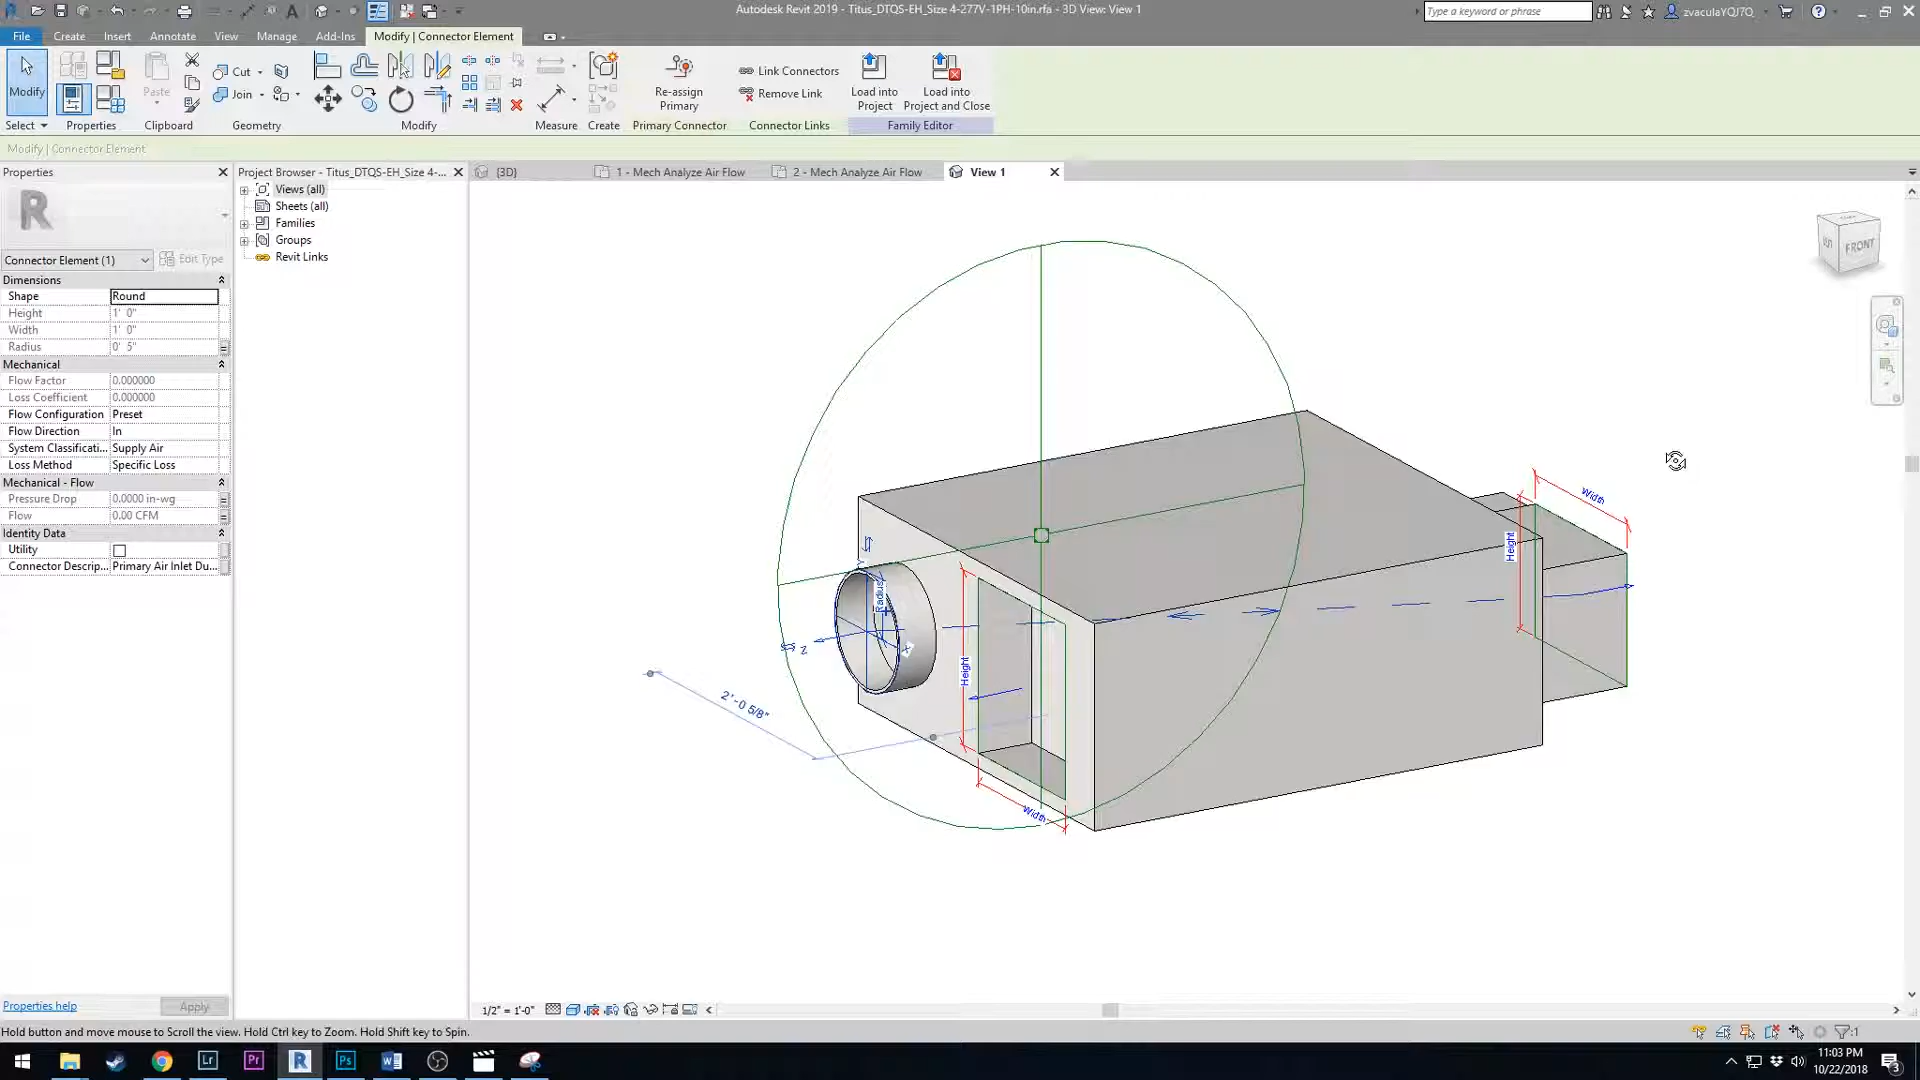 Autodesk Revit 2019 - Titus_DTQS-EH_Size 4-277V-1PH-10in.rfa - 3D View: View 1
Type a keyword or phrase
zvaculaYQJ7Q
File Create Insert Annotate View Manage Add-Ins Modify | Connector Element
Modify
Paste
Cut
Join
Re-assign
Primary
Link Connectors
Remove Link
Load into
Project
Load into
Project and Close
Select Properties Clipboard Geometry Modify Measure Create Primary Connector Connector Links Family Editor
Modify | Connector Element
Properties
R
Connector Element (1)
Edit Type
Dimensions
Shape Round
Height 1' 0"
Width 1' 0"
Radius 0' 5"
Mechanical
Flow Factor 0.000000
Loss Coefficient 0.000000
Flow Configuration Preset
Flow Direction In
System Classificati... Supply Air
Loss Method Specific Loss
Mechanical - Flow
Pressure Drop 0.0000 in-wg
Flow 0.00 CFM
Identity Data
Utility
Connector Descrip... Primary Air Inlet Du...
Properties help
Apply
Project Browser - Titus_DTQS-EH_Size 4-...
Views (all)
Sheets (all)
Families
Groups
Revit Links
{3D}
1 - Mech Analyze Air Flow
2 - Mech Analyze Air Flow
View 1
FRONT
Width
Height
Radius
Y
Z
X
Height
2' - 0 5/8"
Width
1/2" = 1'-0"
Hold button and move mouse to Scroll the view. Hold Ctrl key to Zoom. Hold Shift key to Spin.
:1
Lr
Pr
R
Ps
11:03 PM
10/22/2018
3